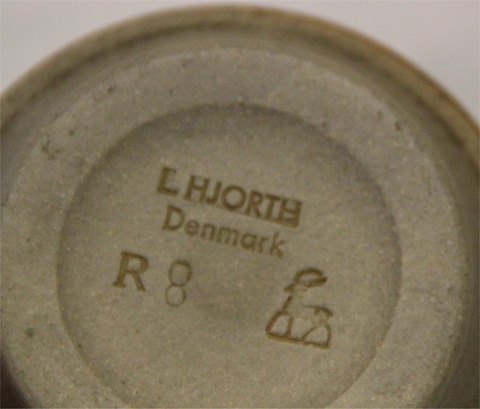 L. HJORTH
Denmark
R 8